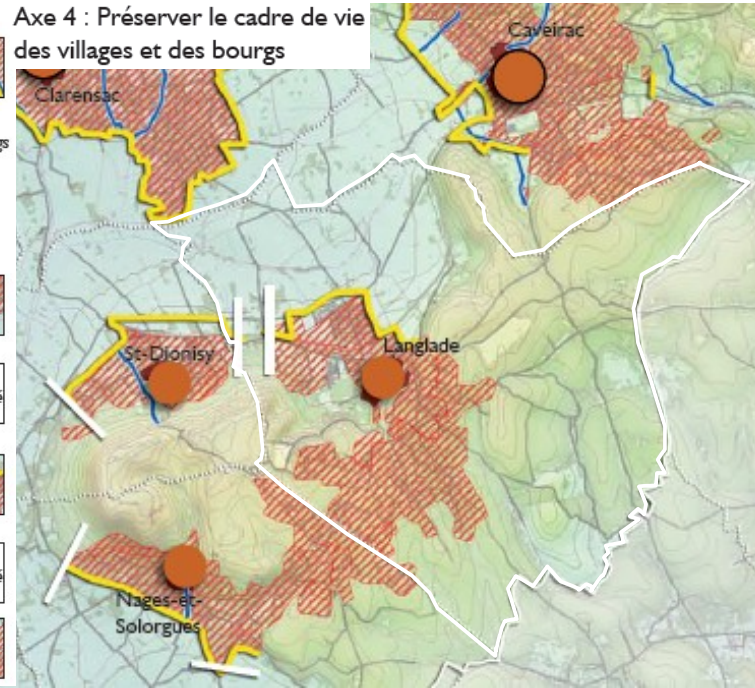 Axe 4 : Préserver le cadre de vie
des villages et des bourgs
Caveirac
Clarensac
St-Dionisy
Langlade
Nages-et-
Solorgues